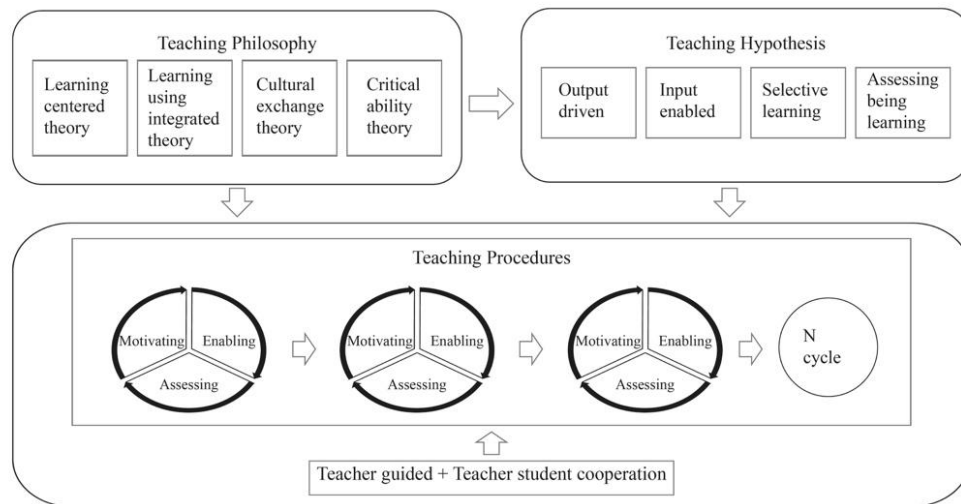 Teaching Philosophy
Learning
centered
theory
Learning
using
integrated
theory
Cultural
exchange
theory
Critical
ability
theory
Teaching Hypothesis
Output
driven
Input
enabled
Selective
learning
Assessing
being
learning
Teaching Procedures
Motivating
Enabling
Assessing
Motivating
Enabling
Assessing
Motivating
Enabling
Assessing
N
cycle
Teacher guided + Teacher student cooperation